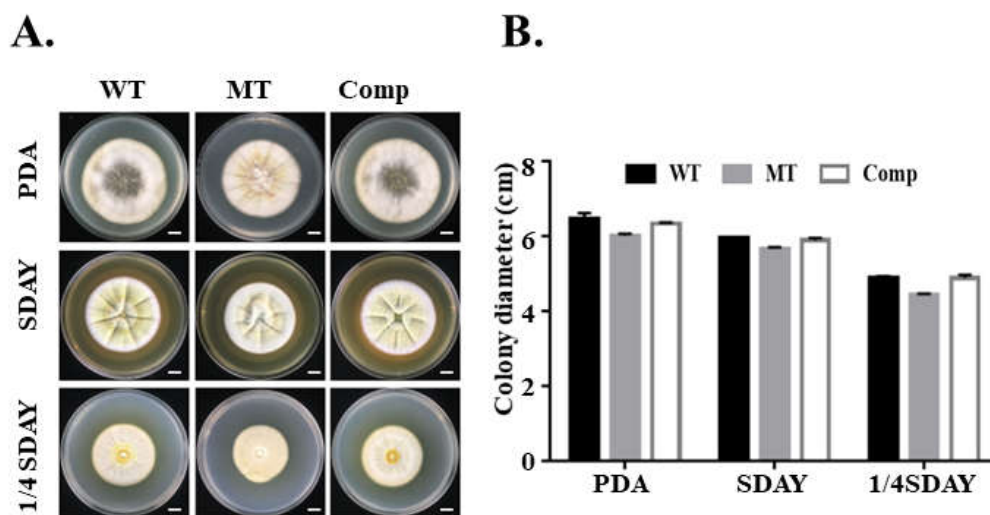 A.
B.
WT MT Comp
PDA
SDAY
1/4 SDAY
Colony diameter (cm)
8
6
4
2
0
WT MT Comp
PDA SDAY 1/4SDAY